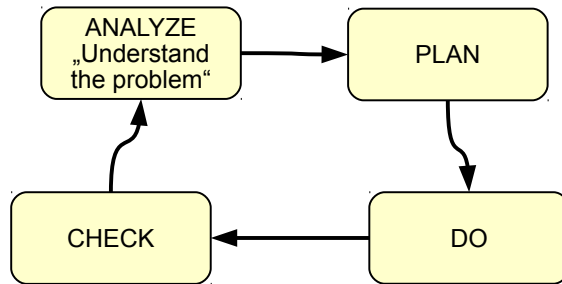 ANALYZE
„Understand
the problem“
PLAN
CHECK
DO